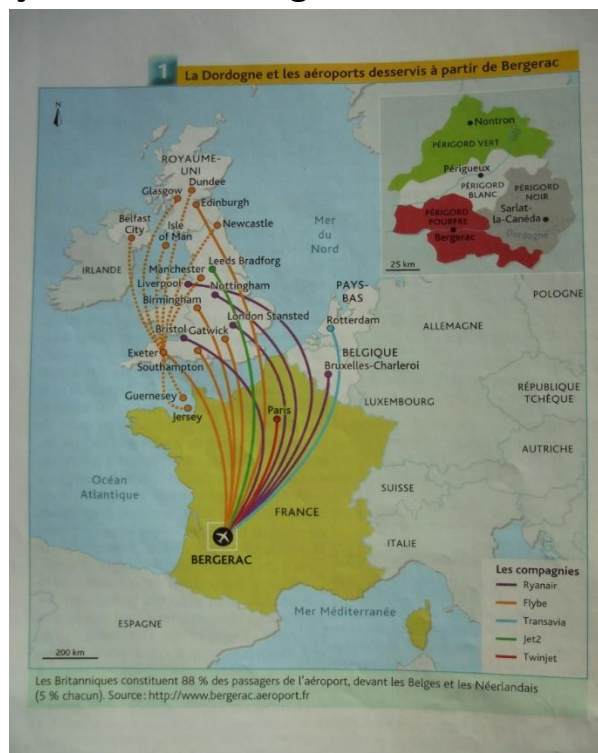 1 La Dordogne et les aéroports desservis à partir de Bergerac
N
Nontron
PÉRIGORD VERT
Périgueux
PÉRIGORD
BLANC
PÉRIGORD
NOIR
Sarlat-
la-Canéda
PÉRIGORD
POURPRE
Bergerac
Dordogne
25 km
ROYAUME-
UNI
Dundee
Glasgow
Edinburgh
Belfast
City
Isle
of Man
Newcastle
Mer
du
Nord
IRLANDE
Manchester
Leeds Bradforg
Liverpool
Nottingham
Birmingham
London Stansted
Bristol
Gatwick
Exeter
Southampton
Guernesey
Jersey
PAYS-
BAS
Rotterdam
POLOGNE
ALLEMAGNE
BELGIQUE
Bruxelles-Charleroi
LUXEMBOURG
RÉPUBLIQUE
TCHÈQUE
Paris
AUTRICHE
Océan
Atlantique
SUISSE
FRANCE
ITALIE
BERGERAC
Les compagnies
Ryanair
Flybe
Transavia
Jet2
Twinjet
Mer Méditerranée
ESPAGNE
200 km
Les Britanniques constituent 88 % des passagers de l'aéroport, devant les Belges et les Néerlandais
(5 % chacun). Source : http://www.bergerac.aeroport.fr